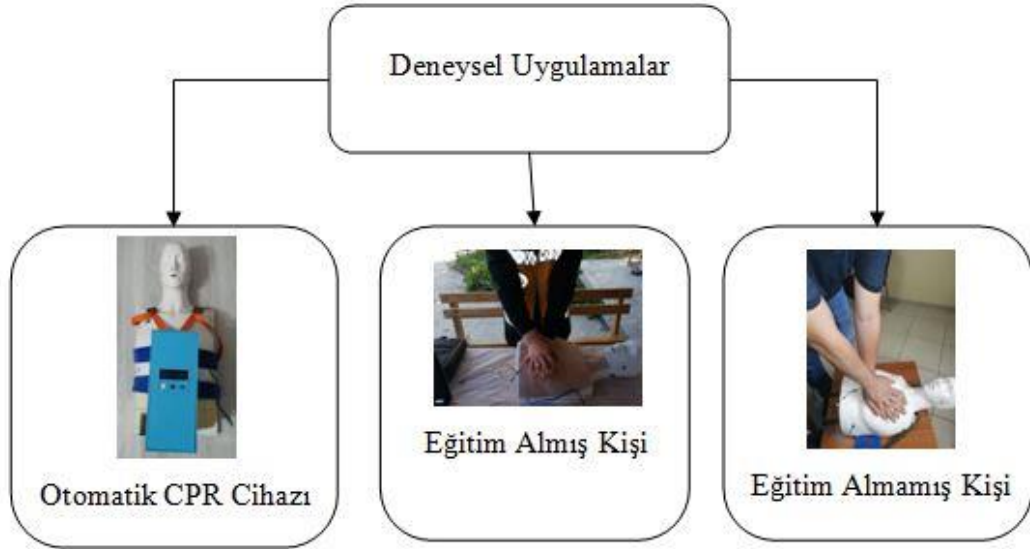 Deneysel Uygulamalar
Otomatik CPR Cihazı
Eğitim Almış Kişi
Eğitim Almamış Kişi